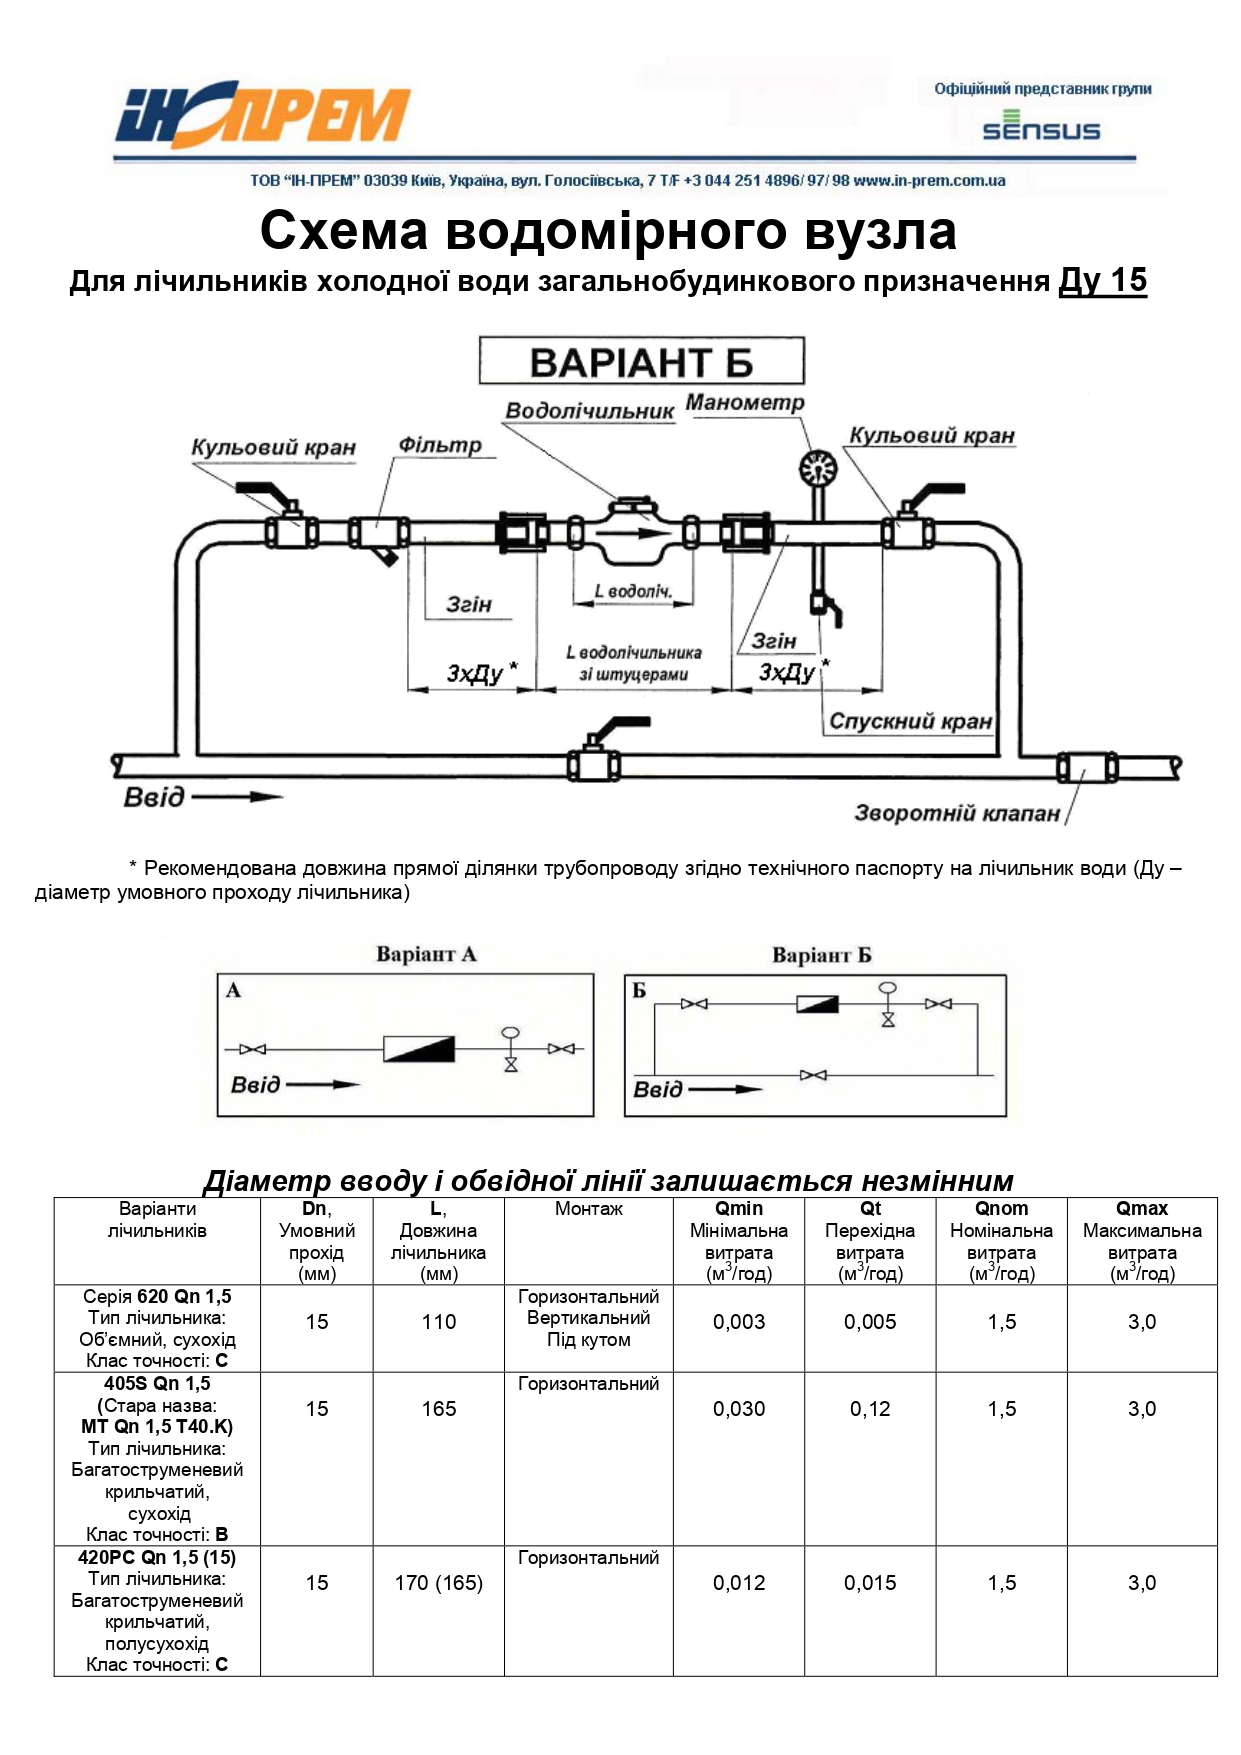 ІН-ПРЕМ
Офіційний представник групи
sensus
ТОВ “ІН-ПРЕМ” 03039 Київ, Україна, вул. Голосіївська, 7 T/F +3 044 251 4896/ 97/ 98 www.in-prem.com.ua
Схема водомірного вузла
Для лічильників холодної води загальнобудинкового призначення Ду 15
ВАРІАНТ Б
Водолічильник
Манометр
Кульовий кран
Фільтр
Кульовий кран
L водоліч.
Згін
Згін
L водолічильника
зі штуцерами
3хДу *
3хДу *
Спускний кран
Ввід
Зворотній клапан
* Рекомендована довжина прямої ділянки трубопроводу згідно технічного паспорту на лічильник води (Ду –
діаметр умовного проходу лічильника)
Варіант А
Варіант Б
А
Б
Ввід
Ввід
Діаметр вводу і обвідної лінії залишається незмінним
Варіанти
лічильників
Dn,
Умовний
прохід
(мм)
L,
Довжина
лічильника
(мм)
Монтаж
Qmin
Мінімальна
витрата
(м³/год)
Qt
Перехідна
витрата
(м³/год)
Qnom
Номінальна
витрата
(м³/год)
Qmax
Максимальна
витрата
(м³/год)
Серія 620 Qn 1,5
Тип лічильника:
Об’ємний, сухохід
Клас точності: С
15
110
Горизонтальний
Вертикальний
Під кутом
0,003
0,005
1,5
3,0
405S Qn 1,5
(Стара назва:
MT Qn 1,5 T40.K)
Тип лічильника:
Багатоструменевий
крильчатий,
сухохід
Клас точності: В
15
165
Горизонтальний
0,030
0,12
1,5
3,0
420PC Qn 1,5 (15)
Тип лічильника:
Багатоструменевий
крильчатий,
полусухохід
Клас точності: С
15
170 (165)
Горизонтальний
0,012
0,015
1,5
3,0